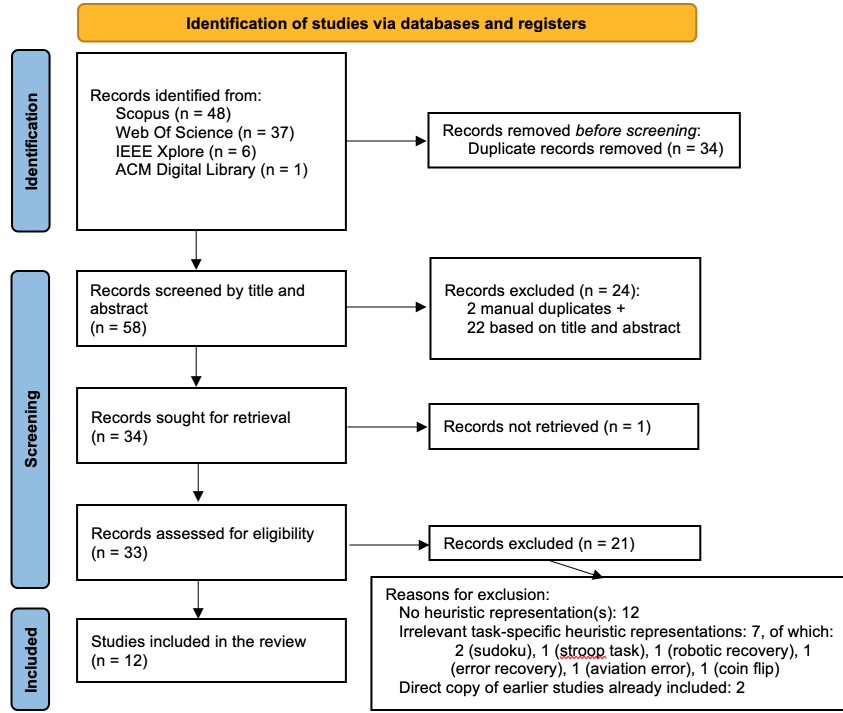 Identification of studies via databases and registers
Identification
Records identified from:
Scopus (n = 48)
Web Of Science (n = 37)
IEEE Xplore (n = 6)
ACM Digital Library (n = 1)
Records removed before screening:
Duplicate records removed (n = 34)
Screening
Records screened by title and
abstract
(n = 58)
Records excluded (n = 24):
2 manual duplicates +
22 based on title and abstract
Records sought for retrieval
(n = 34)
Records not retrieved (n = 1)
Records assessed for eligibility
(n = 33)
Records excluded (n = 21)
Reasons for exclusion:
No heuristic representation(s): 12
Irrelevant task-specific heuristic representations: 7, of which:
2 (sudoku), 1 (stroop task), 1 (robotic recovery), 1
(error recovery), 1 (aviation error), 1 (coin flip)
Direct copy of earlier studies already included: 2
Included
Studies included in the review
(n = 12)